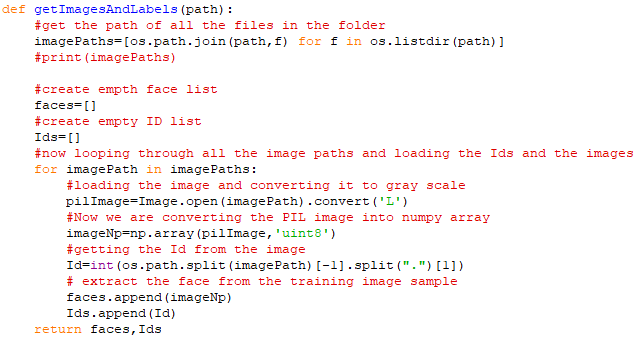 def getImagesAndLabels(path):
    #get the path of all the files in the folder
    imagePaths=[os.path.join(path,f) for f in os.listdir(path)]
    #print(imagePaths)

    #create empth face list
    faces=[]
    #create empty ID list
    Ids=[]
    #now looping through all the image paths and loading the Ids and the images
    for imagePath in imagePaths:
        #loading the image and converting it to gray scale
        pilImage=Image.open(imagePath).convert('L')
        #Now we are converting the PIL image into numpy array
        imageNp=np.array(pilImage,'uint8')
        #getting the Id from the image
        Id=int(os.path.split(imagePath)[-1].split(".")[1])
        # extract the face from the training image sample
        faces.append(imageNp)
        Ids.append(Id)
    return faces,Ids